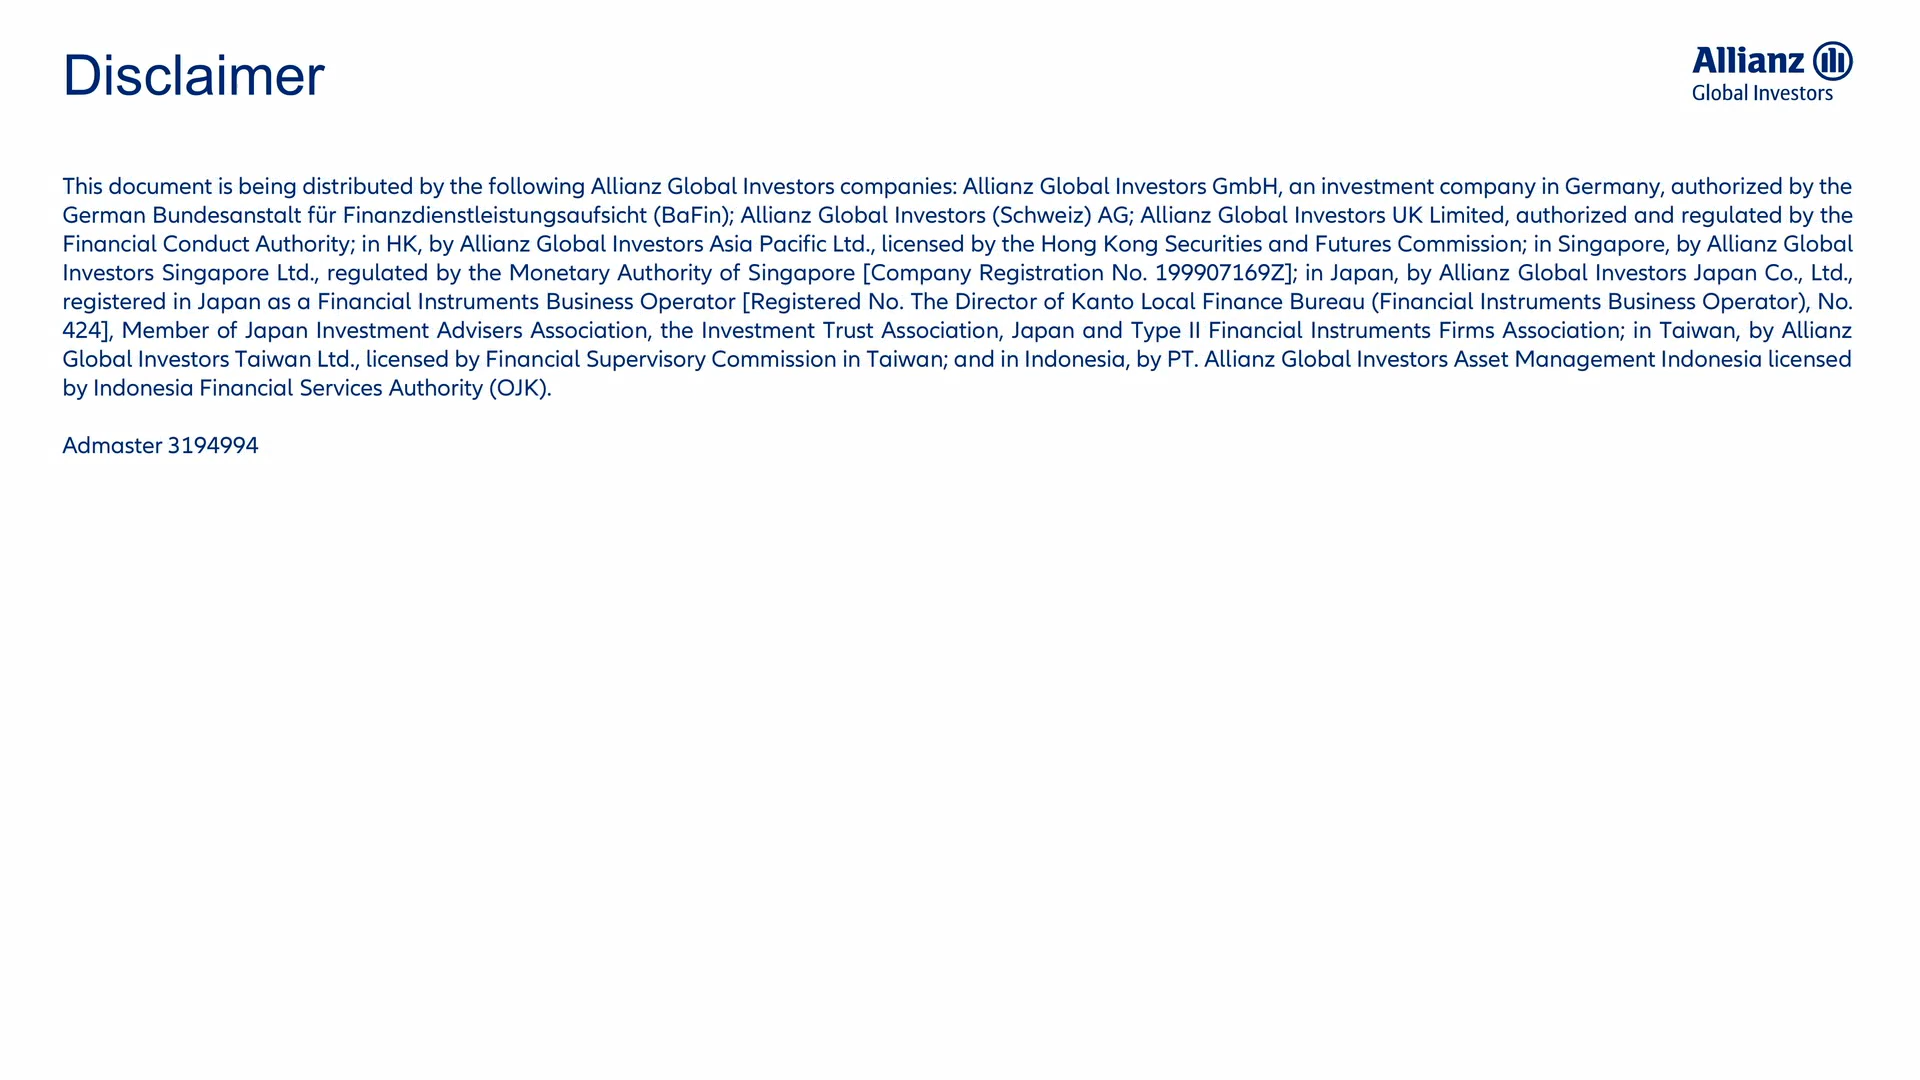 Disclaimer
Allianz
Global Investors
This document is being distributed by the following Allianz Global Investors companies: Allianz Global Investors GmbH, an investment company in Germany, authorized by the
German Bundesanstalt für Finanzdienstleistungsaufsicht (BaFin); Allianz Global Investors (Schweiz) AG; Allianz Global Investors UK Limited, authorized and regulated by the
Financial Conduct Authority; in HK, by Allianz Global Investors Asia Pacific Ltd., licensed by the Hong Kong Securities and Futures Commission; in Singapore, by Allianz Global
Investors Singapore Ltd., regulated by the Monetary Authority of Singapore [Company Registration No. 199907169Z]; in Japan, by Allianz Global Investors Japan Co., Ltd.,
registered in Japan as a Financial Instruments Business Operator [Registered No. The Director of Kanto Local Finance Bureau (Financial Instruments Business Operator), No.
424], Member of Japan Investment Advisers Association, the Investment Trust Association, Japan and Type II Financial Instruments Firms Association; in Taiwan, by Allianz
Global Investors Taiwan Ltd., licensed by Financial Supervisory Commission in Taiwan; and in Indonesia, by PT. Allianz Global Investors Asset Management Indonesia licensed
by Indonesia Financial Services Authority (OJK).
Admaster 3194994